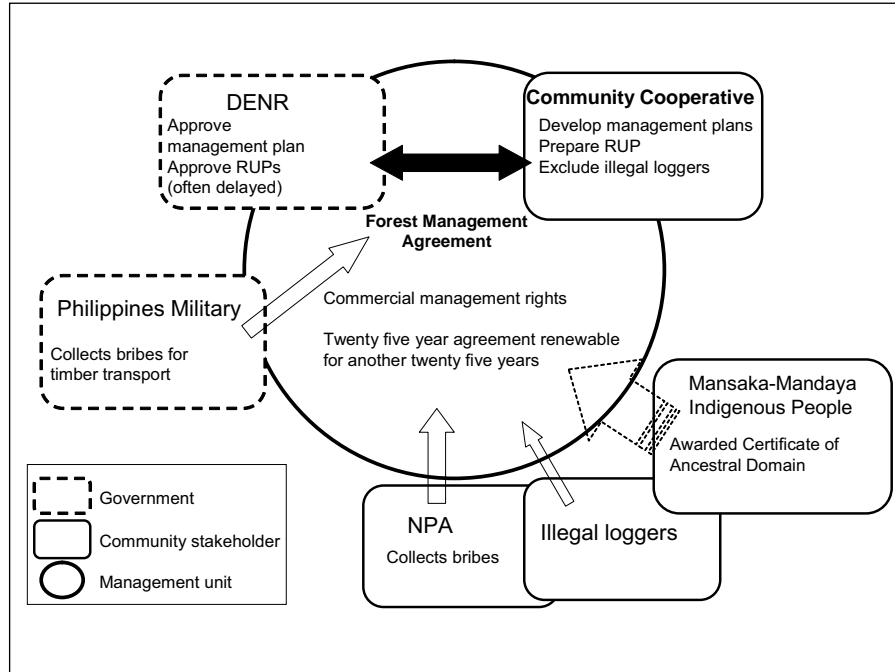 DENR
Approve
management plan
Approve RUPs
(often delayed)
Community Cooperative
Develop management plans
Prepare RUP
Exclude illegal loggers
Forest Management
Agreement
Commercial management rights
Twenty five year agreement renewable
for another twenty five years
Philippines Military
Collects bribes for
timber transport
Mansaka-Mandaya
Indigenous People
Awarded Certificate of
Ancestral Domain
NPA
Collects bribes
Illegal loggers
Government
Community stakeholder
Management unit